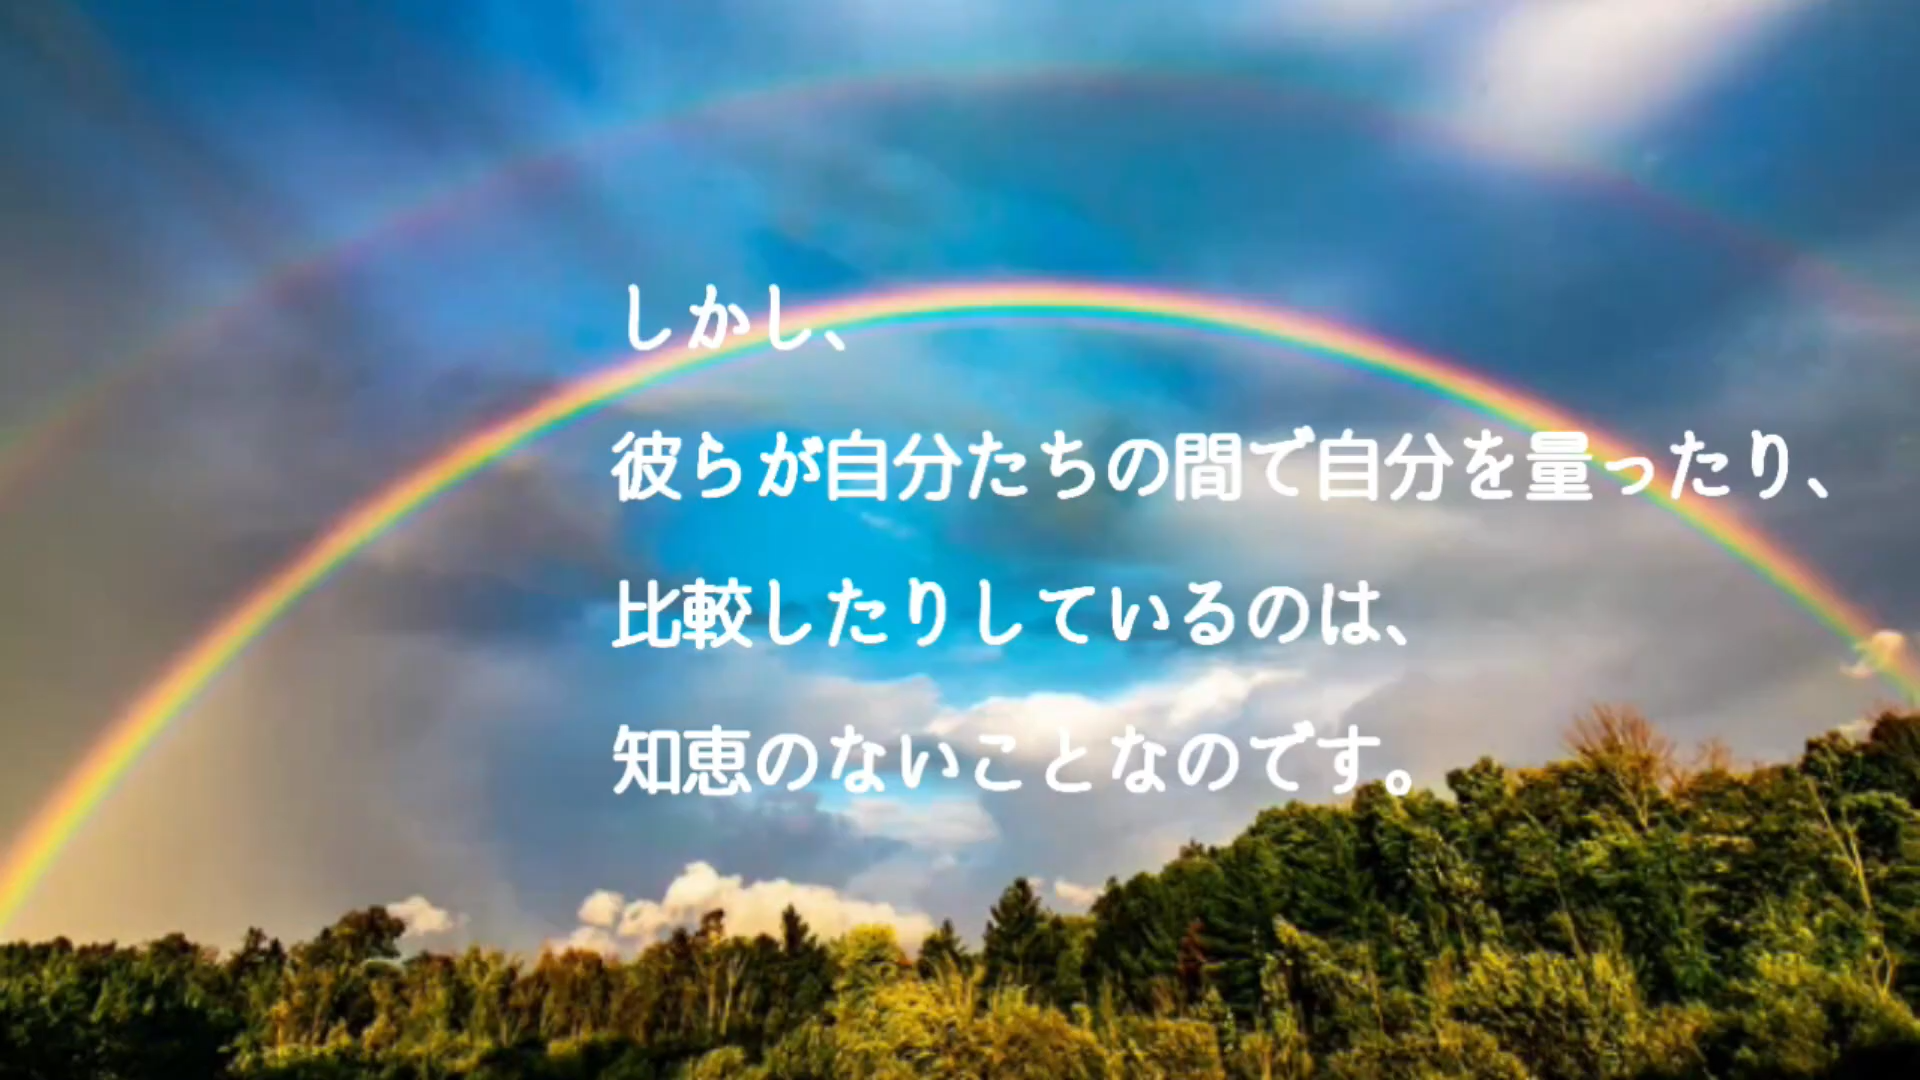 しかし、
彼らが自分たちの間で自分を量ったり、
比較したりしているのは、
知恵のないことなのです。